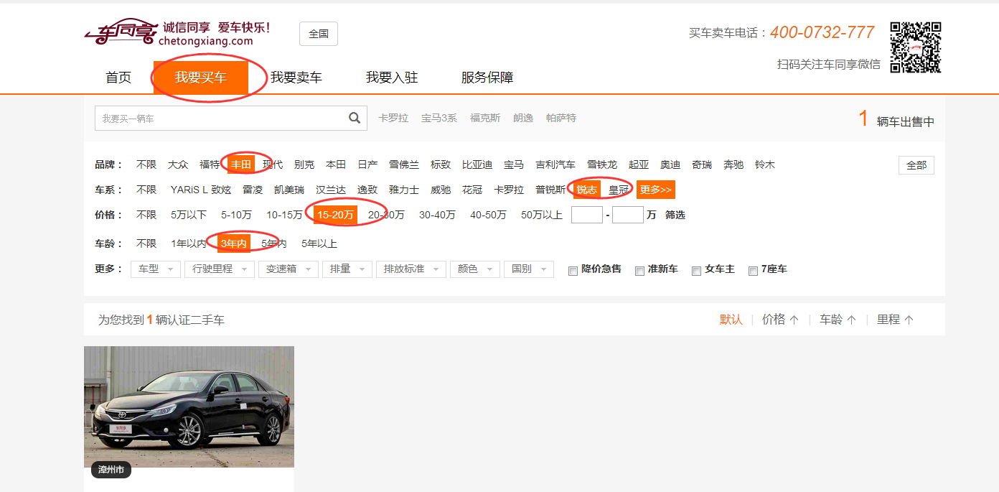 车同享 诚信同享 爱车快乐!
chetongxiang.com
全国
买车卖车电话：400-0732-777
扫码关注车同享微信
首页 我要买车 我要卖车 我要入驻 服务保障
我要买一辆车 卡罗拉 宝马3系 福克斯 朗逸 帕萨特 1 辆车出售中
品牌： 不限 大众 福特 丰田 现代 别克 本田 日产 雪佛兰 标致 比亚迪 宝马 吉利汽车 雪铁龙 起亚 奥迪 奇瑞 奔驰 铃木 全部
车系： 不限 YARiS L 致炫 雷凌 凯美瑞 汉兰达 逸致 雅力士 威驰 花冠 卡罗拉 普锐斯 锐志 皇冠 更多>>
价格： 不限 5万以下 5-10万 10-15万 15-20万 20-30万 30-40万 40-50万 50万以上 - 万 筛选
车龄： 不限 1年以内 3年内 5年内 5年以上
更多： 车型 行驶里程 变速箱 排量 排放标准 颜色 国别 降价急售 准新车 女车主 7座车
为您找到 1 辆认证二手车 默认 | 价格 ↑ | 车龄 ↑ | 里程 ↑
车同享
漳州市